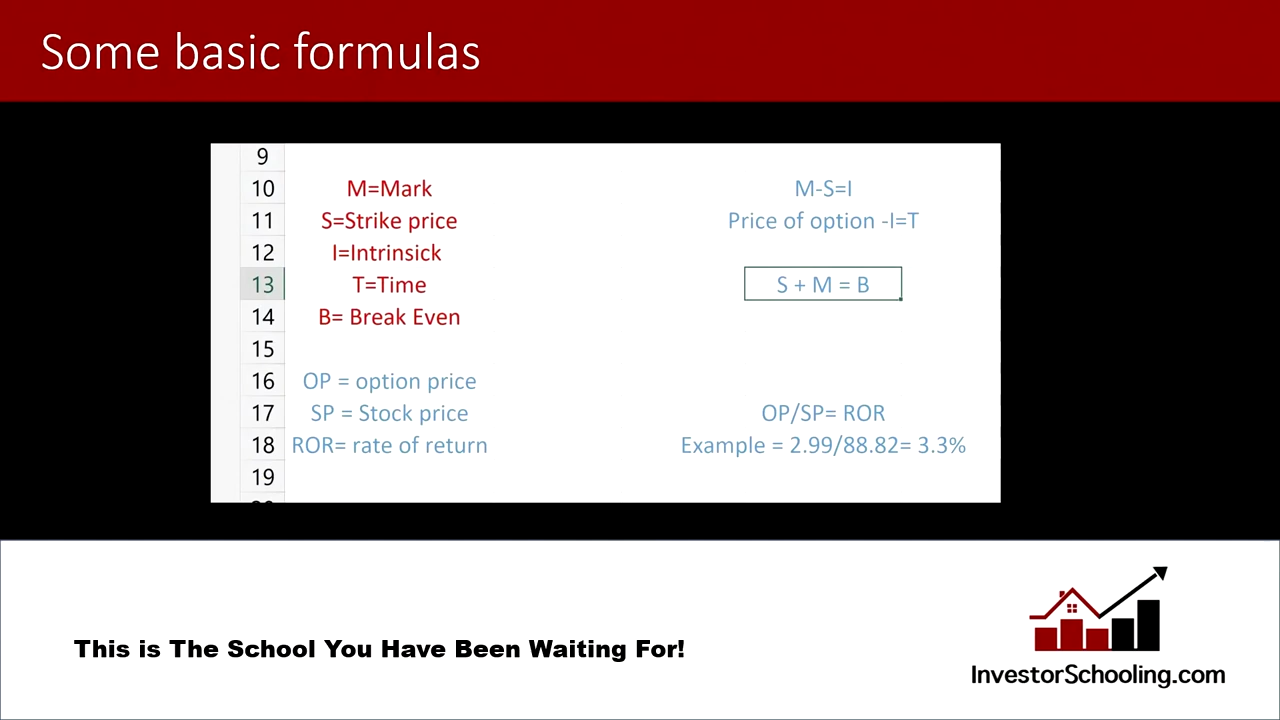 Some basic formulas
9
10 M=Mark M-S=I
11 S=Strike price Price of option -I=T
12 I=Intrinsick
13 T=Time S + M = B
14 B= Break Even
15
16 OP = option price
17 SP = Stock price OP/SP= ROR
18 ROR= rate of return Example = 2.99/88.82= 3.3%
19
This is The School You Have Been Waiting For!
InvestorSchooling.com